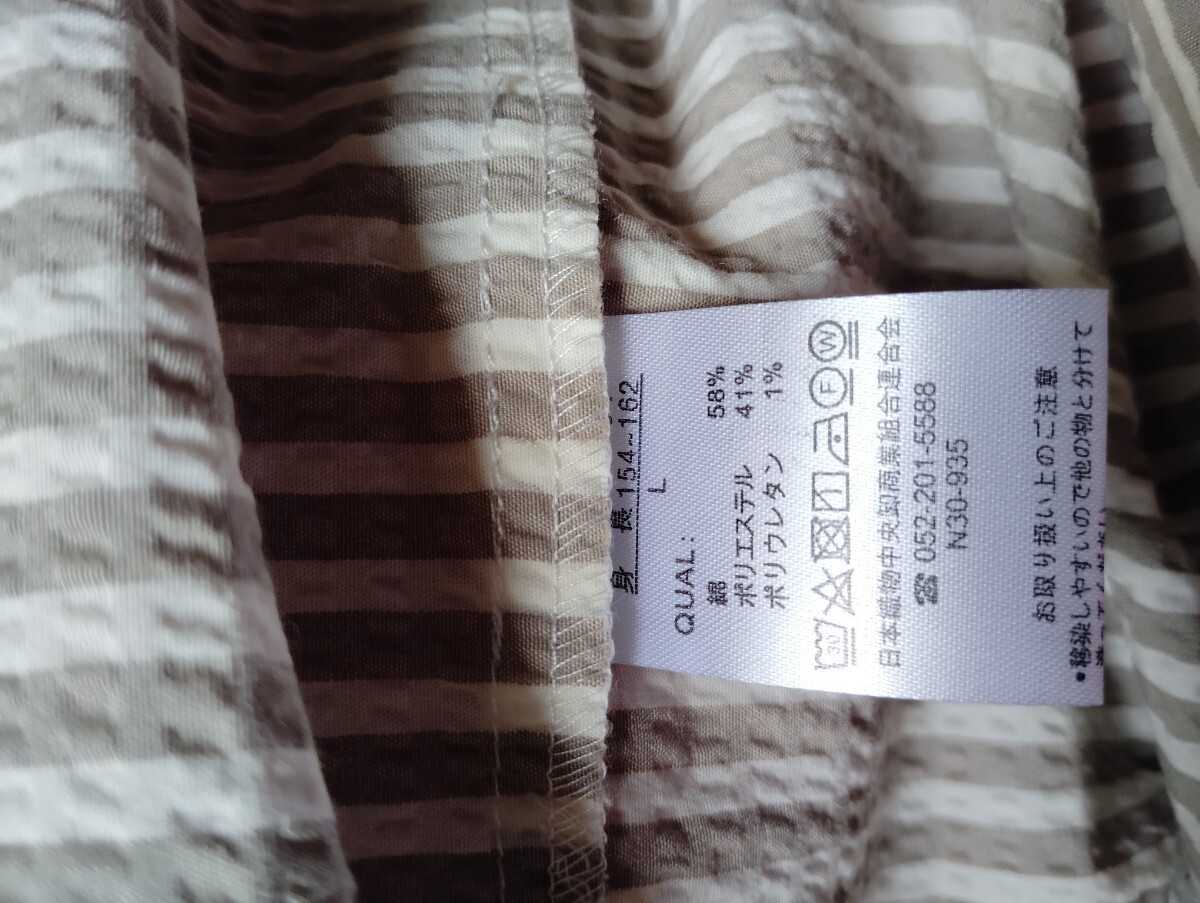 身 長 154~162
L
QUAL:
綿 58%
ポリエステル 41%
ポリウレタン 1%
30 F W
日本織物中央卸商業組合連合会
☎ 052-201-5588
N30-935
お取り扱い上のご注意
•移染しやすいので他の物と分けて